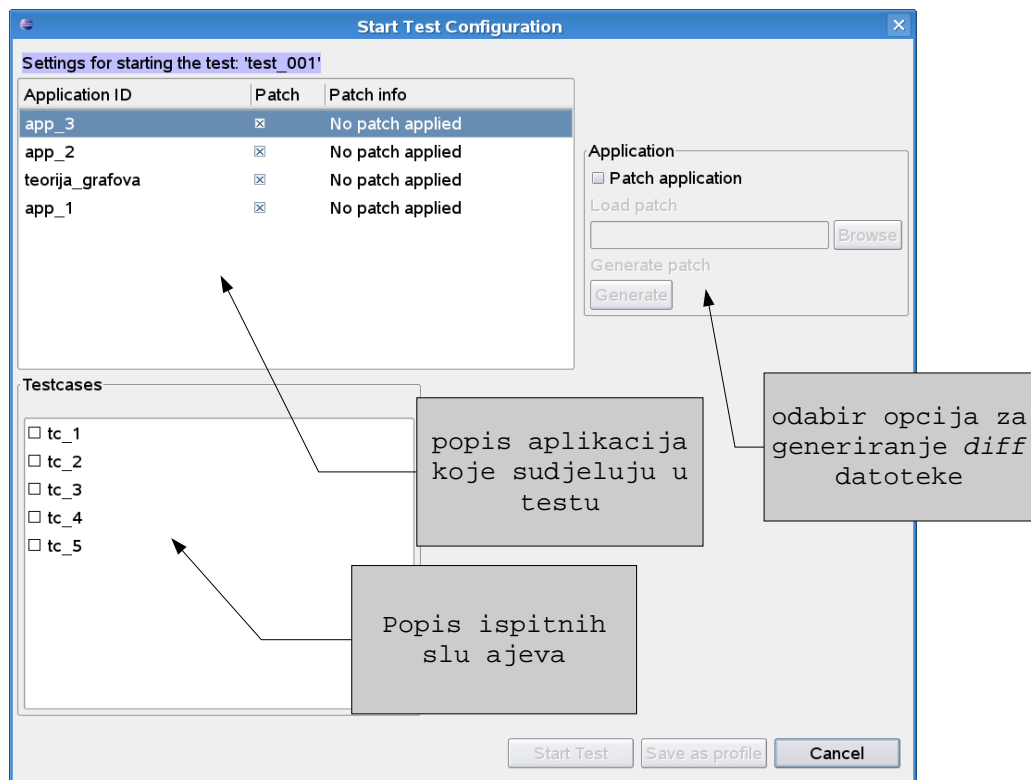 Start Test Configuration
Settings for starting the test: 'test_001'
Application ID Patch Patch info
app_3 No patch applied
app_2 No patch applied
teorija_grafova No patch applied
app_1 No patch applied
Application
Patch application
Load patch
Browse
Generate patch
Generate
Testcases
tc_1
tc_2
tc_3
tc_4
tc_5
popis aplikacija
koje sudjeluju u
testu
odabir opcija za
generiranje diff
datoteke
Popis ispitnih
slu ajeva
Start Test Save as profile Cancel